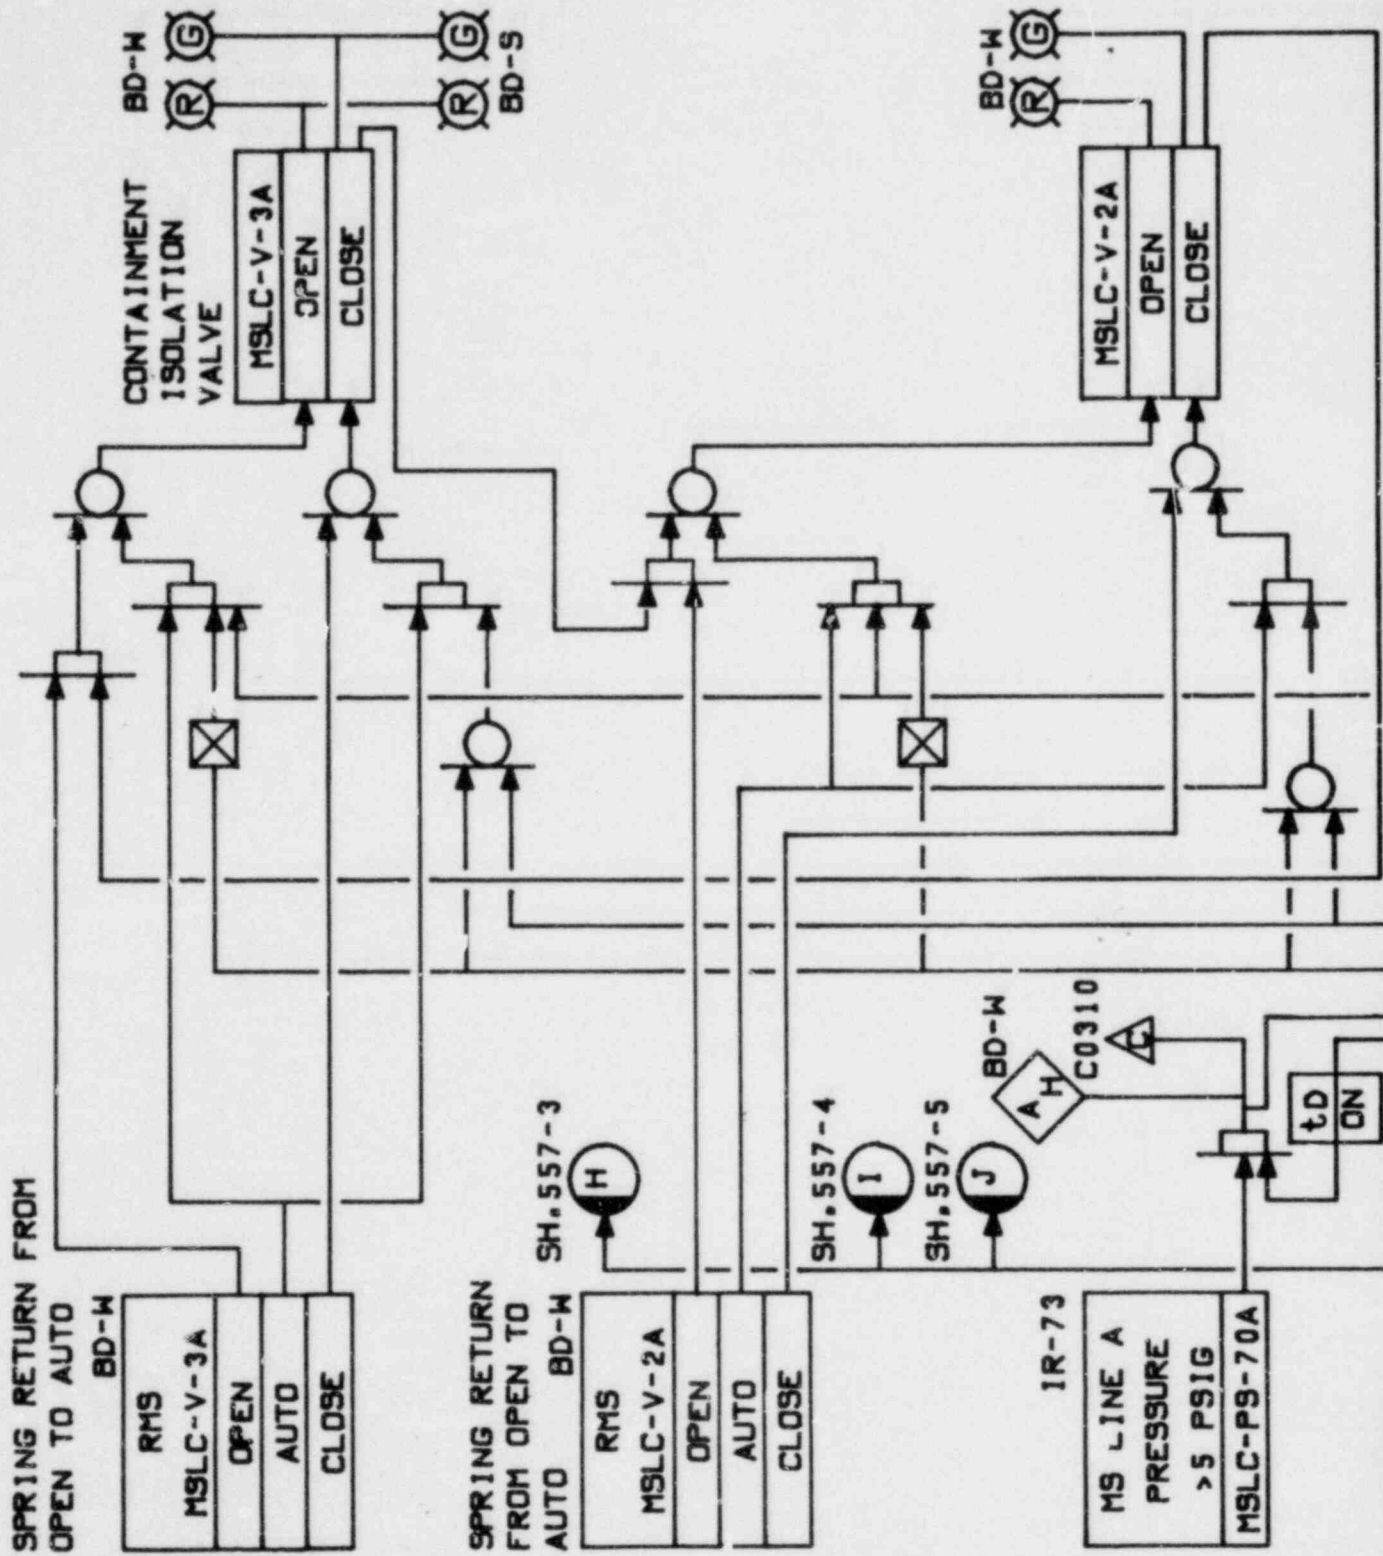 SPRING RETURN FROM
OPEN TO AUTO
BD-W
RMS
MSLC-V-3A
OPEN
AUTO
CLOSE
CONTAINMENT
ISOLATION
VALVE
MSLC-V-3A
OPEN
CLOSE
BD-W
R
G
R
G
BD-S
SPRING RETURN
FROM OPEN TO
AUTO BD-W
RMS
MSLC-V-2A
OPEN
AUTO
CLOSE
SH.557-3
H
SH.557-4
I
SH.557-5
J
MSLC-V-2A
OPEN
CLOSE
BD-W
R
G
IR-73
MS LINE A
PRESSURE
>5 PSIG
MSLC-PS-70A
BD-W
A
H
C0310
C
tD
ON